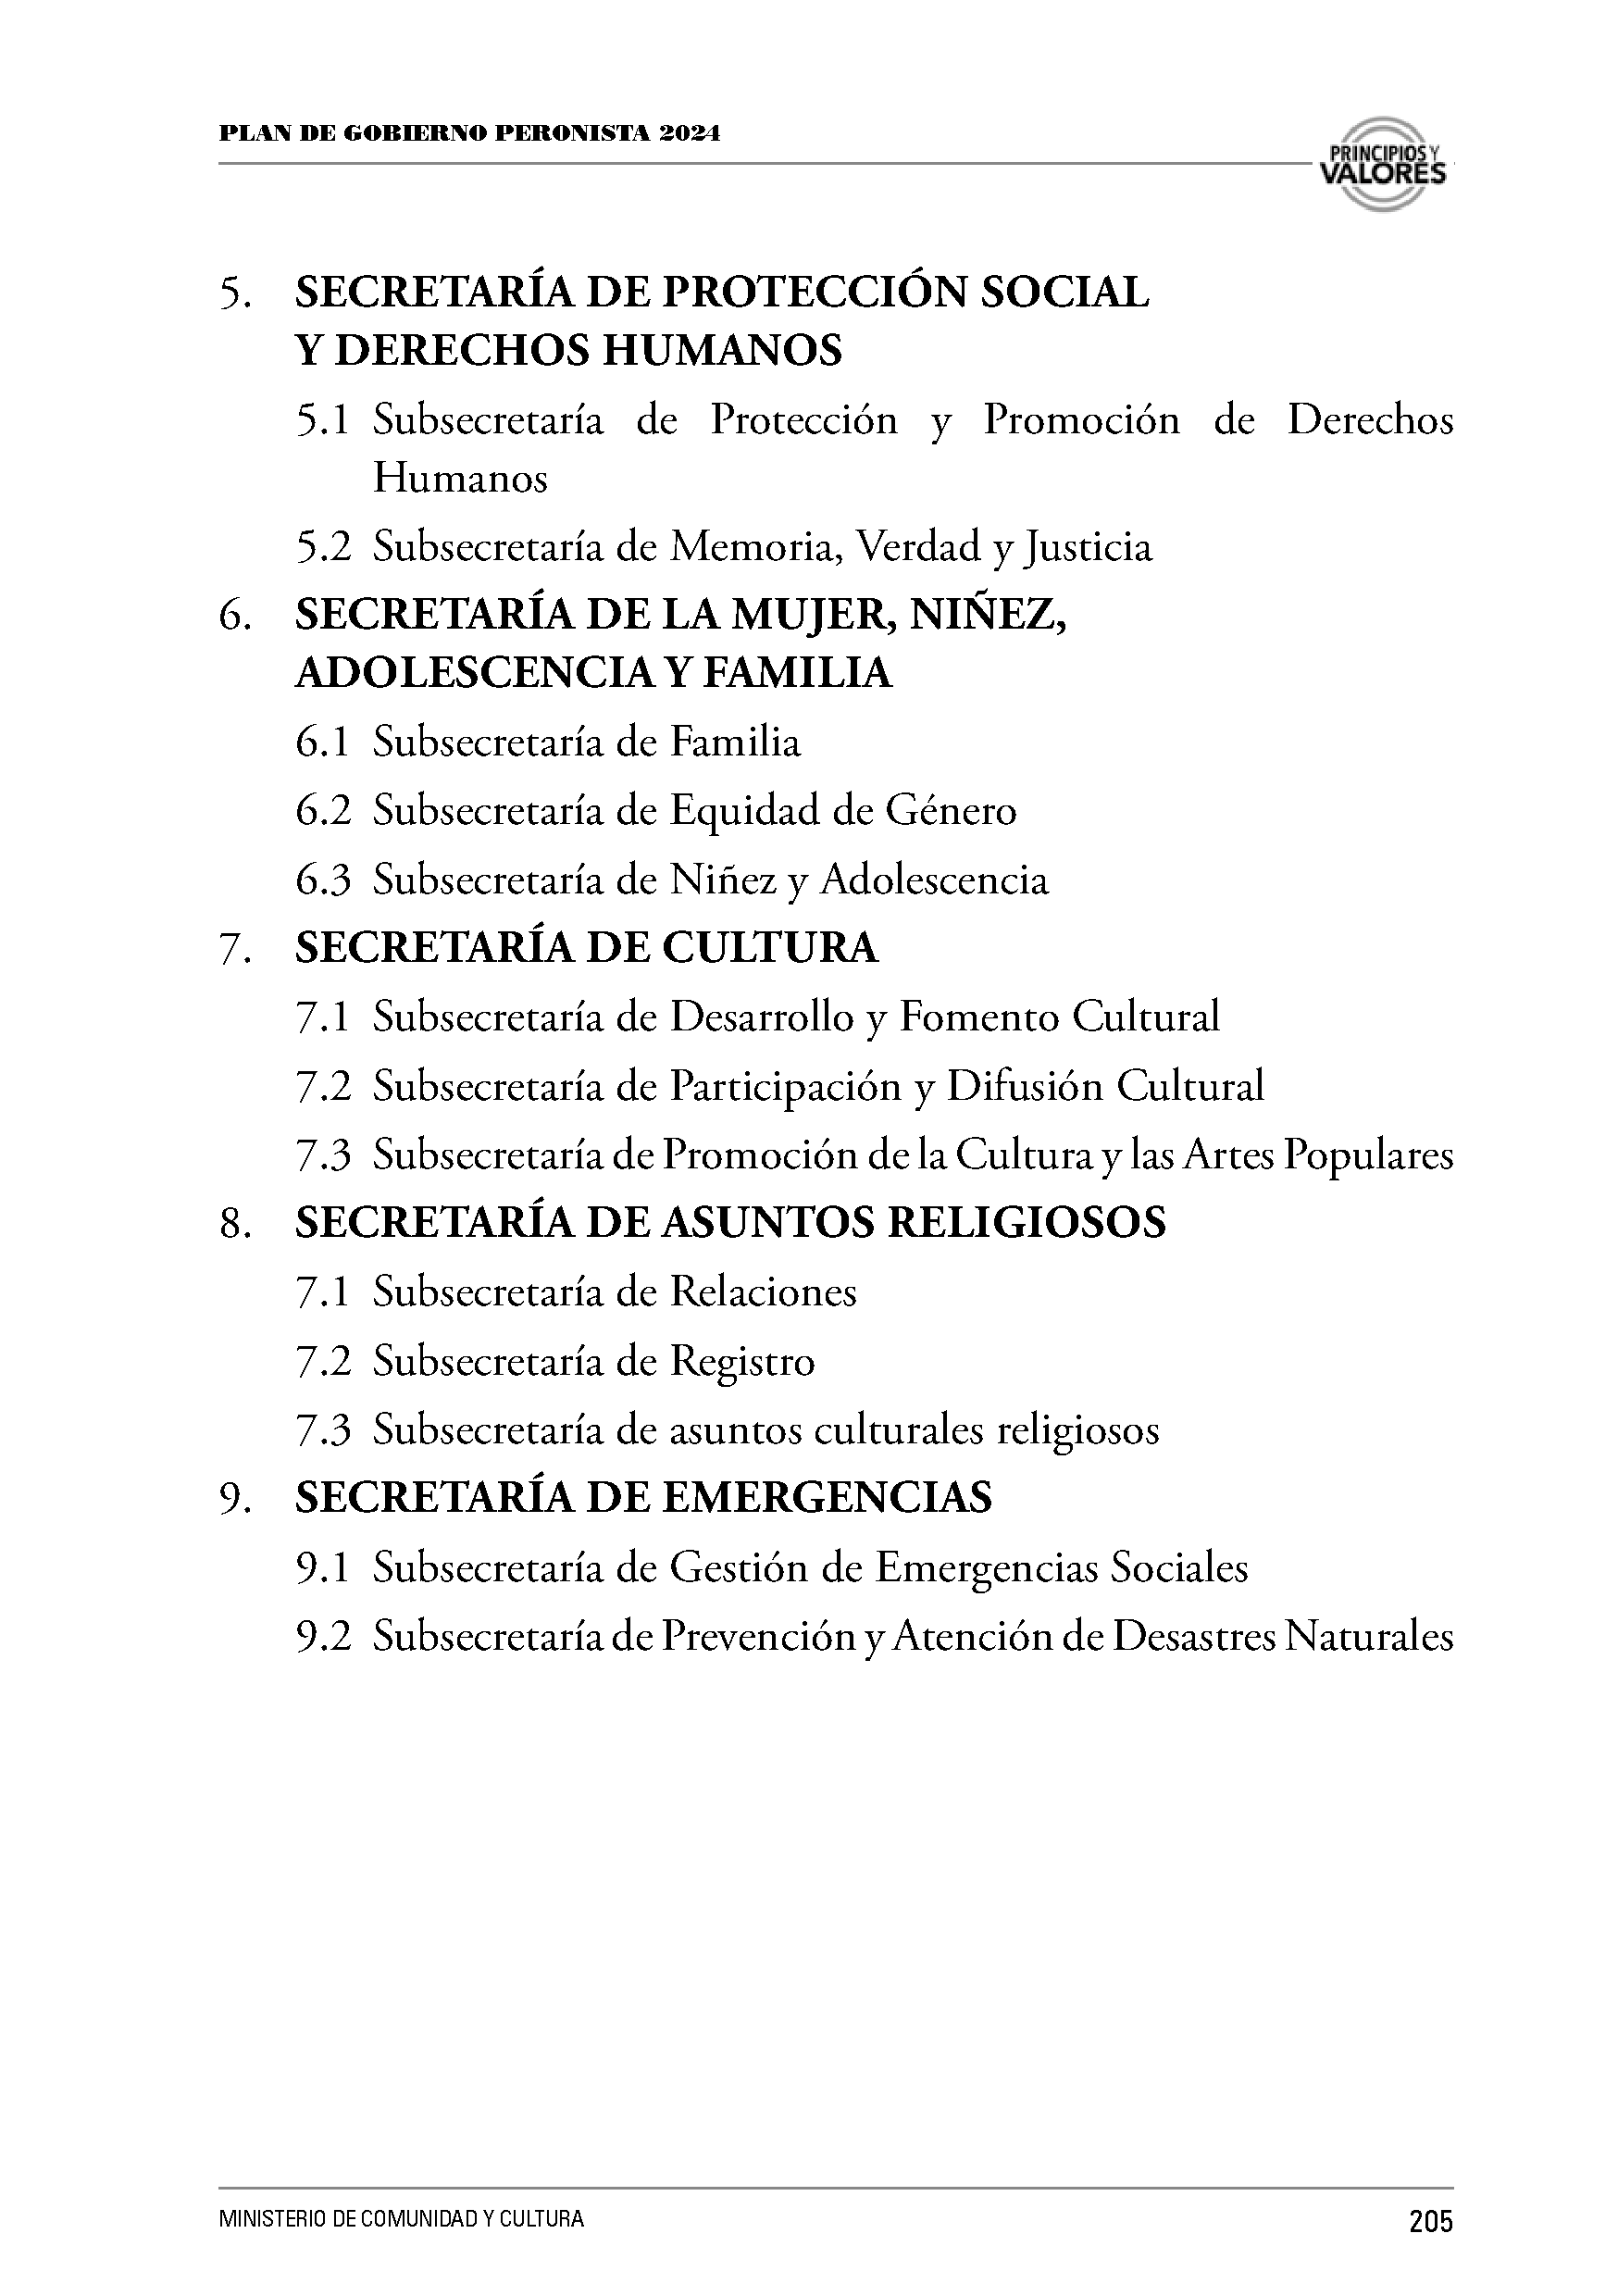 PLAN DE GOBIERNO PERONISTA 2024
PRINCIPIOS Y
VALORES
5. SECRETARÍA DE PROTECCIÓN SOCIAL
Y DERECHOS HUMANOS
5.1 Subsecretaría de Protección y Promoción de Derechos
Humanos
5.2 Subsecretaría de Memoria, Verdad y Justicia
6. SECRETARÍA DE LA MUJER, NIÑEZ,
ADOLESCENCIA Y FAMILIA
6.1 Subsecretaría de Familia
6.2 Subsecretaría de Equidad de Género
6.3 Subsecretaría de Niñez y Adolescencia
7. SECRETARÍA DE CULTURA
7.1 Subsecretaría de Desarrollo y Fomento Cultural
7.2 Subsecretaría de Participación y Difusión Cultural
7.3 Subsecretaría de Promoción de la Cultura y las Artes Populares
8. SECRETARÍA DE ASUNTOS RELIGIOSOS
7.1 Subsecretaría de Relaciones
7.2 Subsecretaría de Registro
7.3 Subsecretaría de asuntos culturales religiosos
9. SECRETARÍA DE EMERGENCIAS
9.1 Subsecretaría de Gestión de Emergencias Sociales
9.2 Subsecretaría de Prevención y Atención de Desastres Naturales
MINISTERIO DE COMUNIDAD Y CULTURA
205